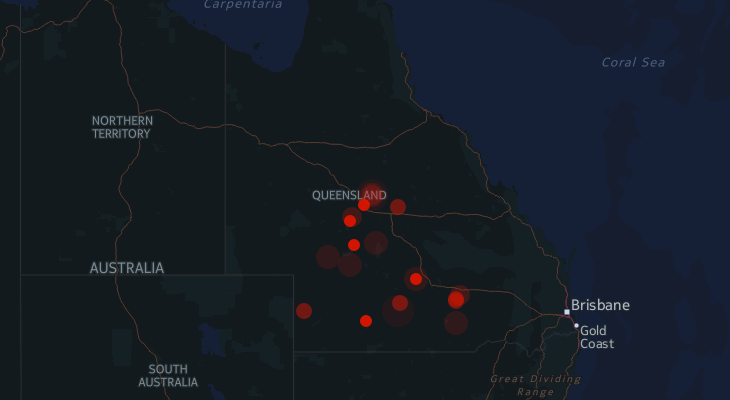 Carpentaria
Coral Sea
NORTHERN
TERRITORY
QUEENSLAND
AUSTRALIA
Brisbane
Gold
Coast
SOUTH
AUSTRALIA
Great Dividing
Range